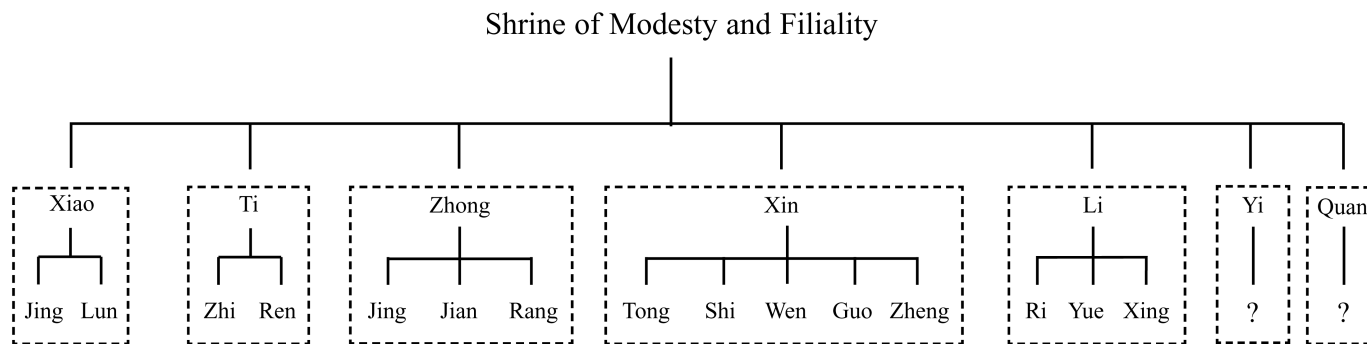 Shrine of Modesty and Filiality
Xiao Ti Zhong Xin Li Yi Quan
Jing Lun Zhi Ren Jing Jian Rang Tong Shi Wen Guo Zheng Ri Yue Xing ? ?